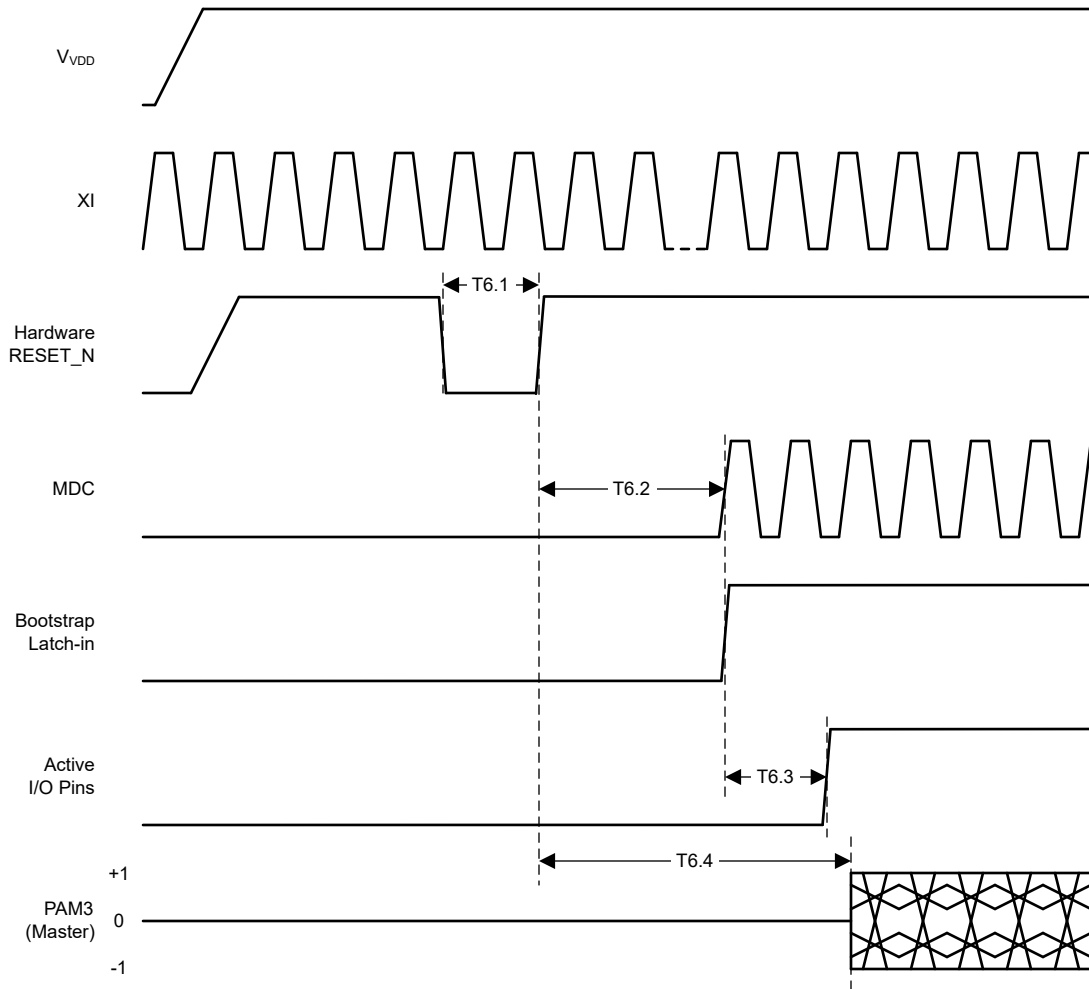 VVDD
XI
T6.1
Hardware
RESET_N
MDC
T6.2
Bootstrap
Latch-in
Active
I/O Pins
T6.3
T6.4
+1
PAM3
(Master)
0
-1